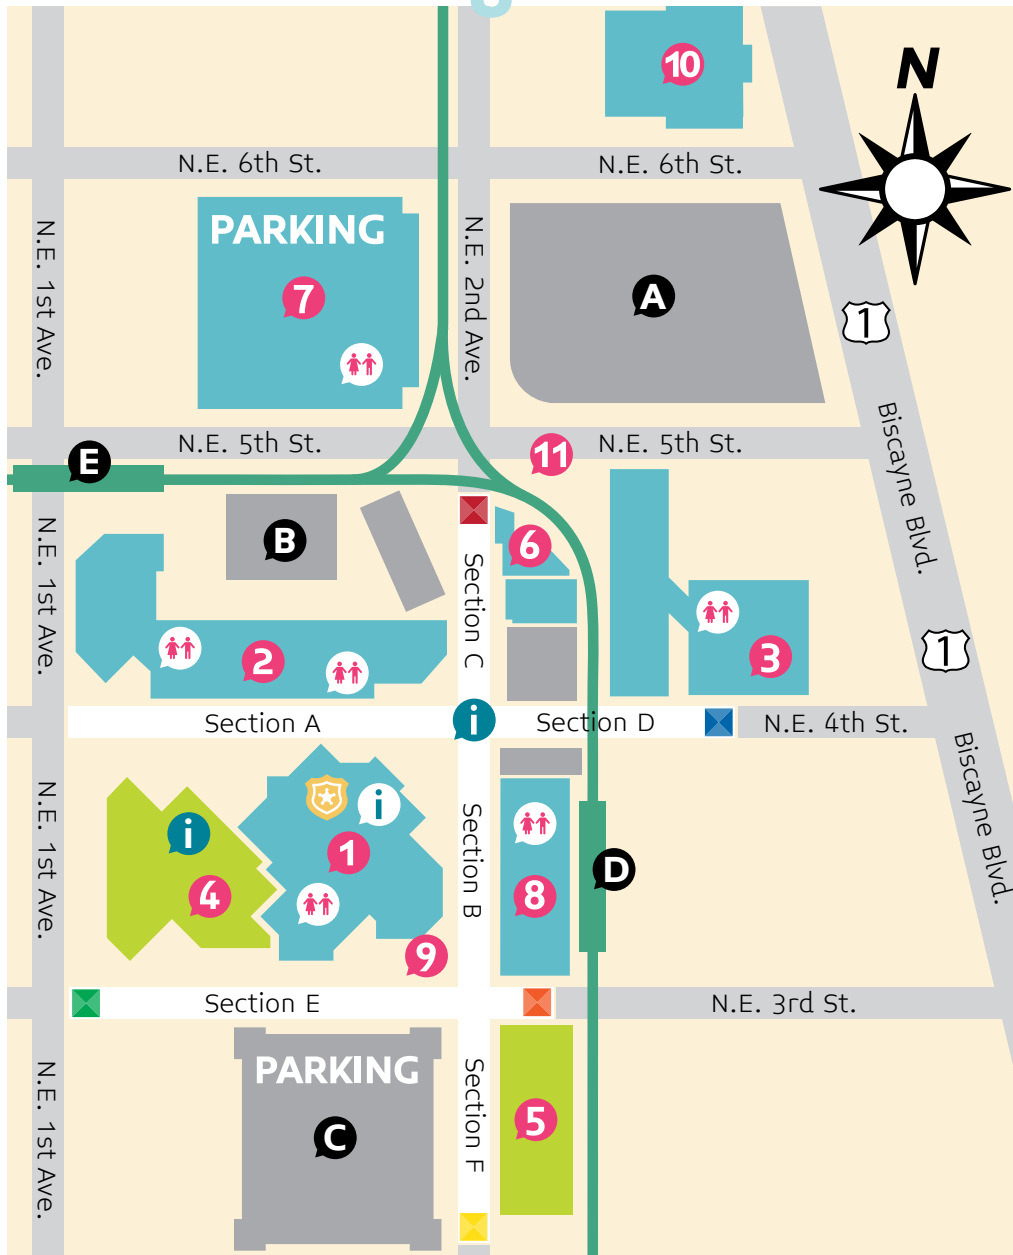 10
N
N.E. 6th St.
N.E. 6th St.
PARKING
N.E. 1st Ave.
N.E. 2nd Ave.
7
A
1
N.E. 5th St.
11
N.E. 5th St.
Biscayne Blvd.
E
B
6
N.E. 1st Ave.
Section C
2
3
1
Section A
i
Section D
N.E. 4th St.
Biscayne Blvd.
N.E. 1st Ave.
i
i
1
Section B
4
8
D
9
Section E
N.E. 3rd St.
PARKING
N.E. 1st Ave.
Section F
C
5